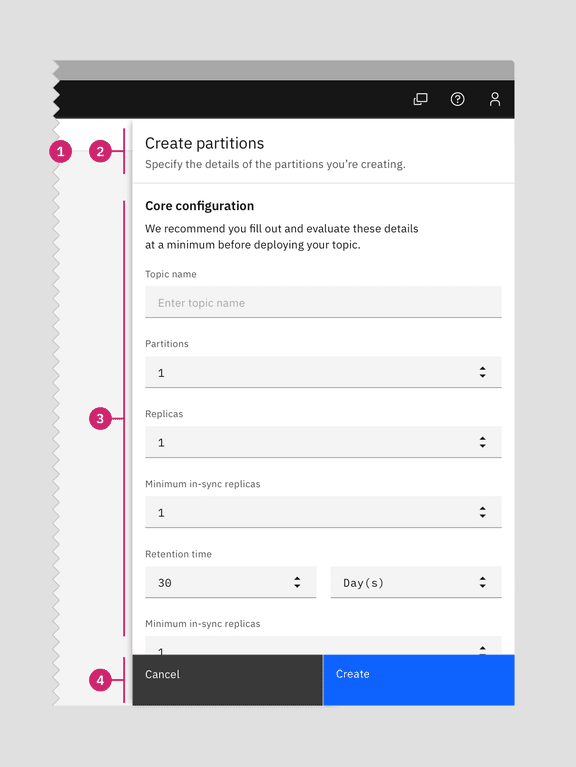 1
2
Create partitions
Specify the details of the partitions you're creating.
Core configuration
We recommend you fill out and evaluate these details
at a minimum before deploying your topic.
Topic name
Enter topic name
Partitions
1
3
Replicas
1
Minimum in-sync replicas
1
Retention time
30 Day(s)
Minimum in-sync replicas
1
4
Cancel Create